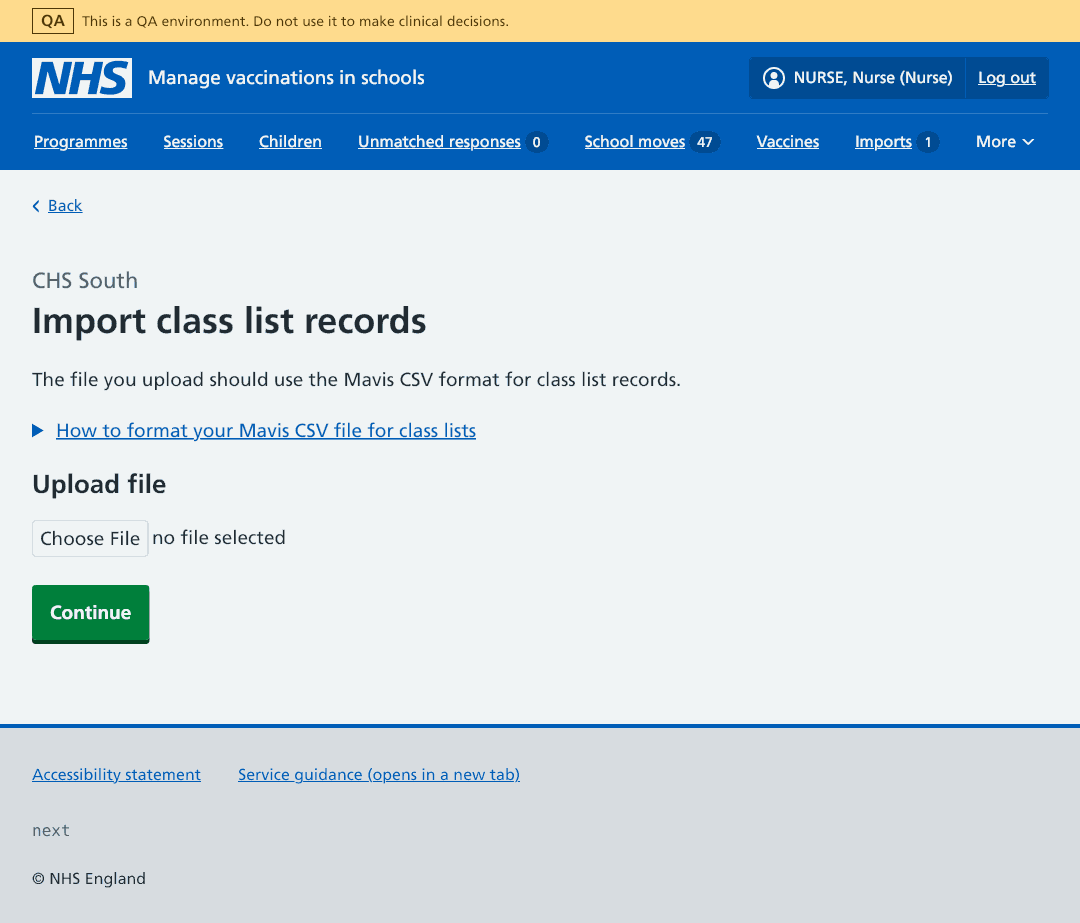 QA This is a QA environment. Do not use it to make clinical decisions.
NHS Manage vaccinations in schools NURSE, Nurse (Nurse) Log out
Programmes Sessions Children Unmatched responses 0 School moves 47 Vaccines Imports 1 More
Back
CHS South
Import class list records
The file you upload should use the Mavis CSV format for class list records.
How to format your Mavis CSV file for class lists
Upload file
Choose File no file selected
Continue
Accessibility statement Service guidance (opens in a new tab)
next
© NHS England